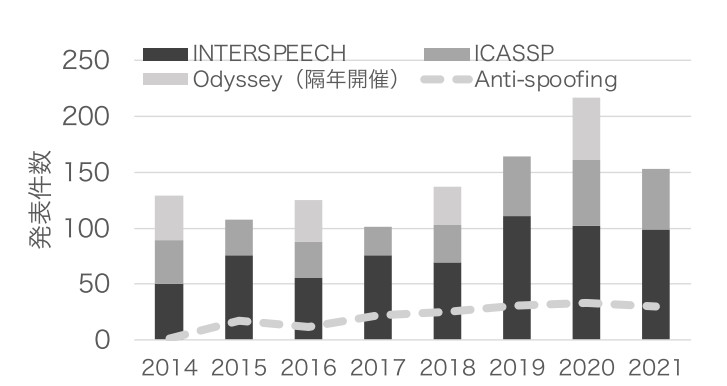 INTERSPEECH
ICASSP
Odyssey（隔年開催）
Anti-spoofing
発表件数
250
200
150
100
50
0
2014 2015 2016 2017 2018 2019 2020 2021